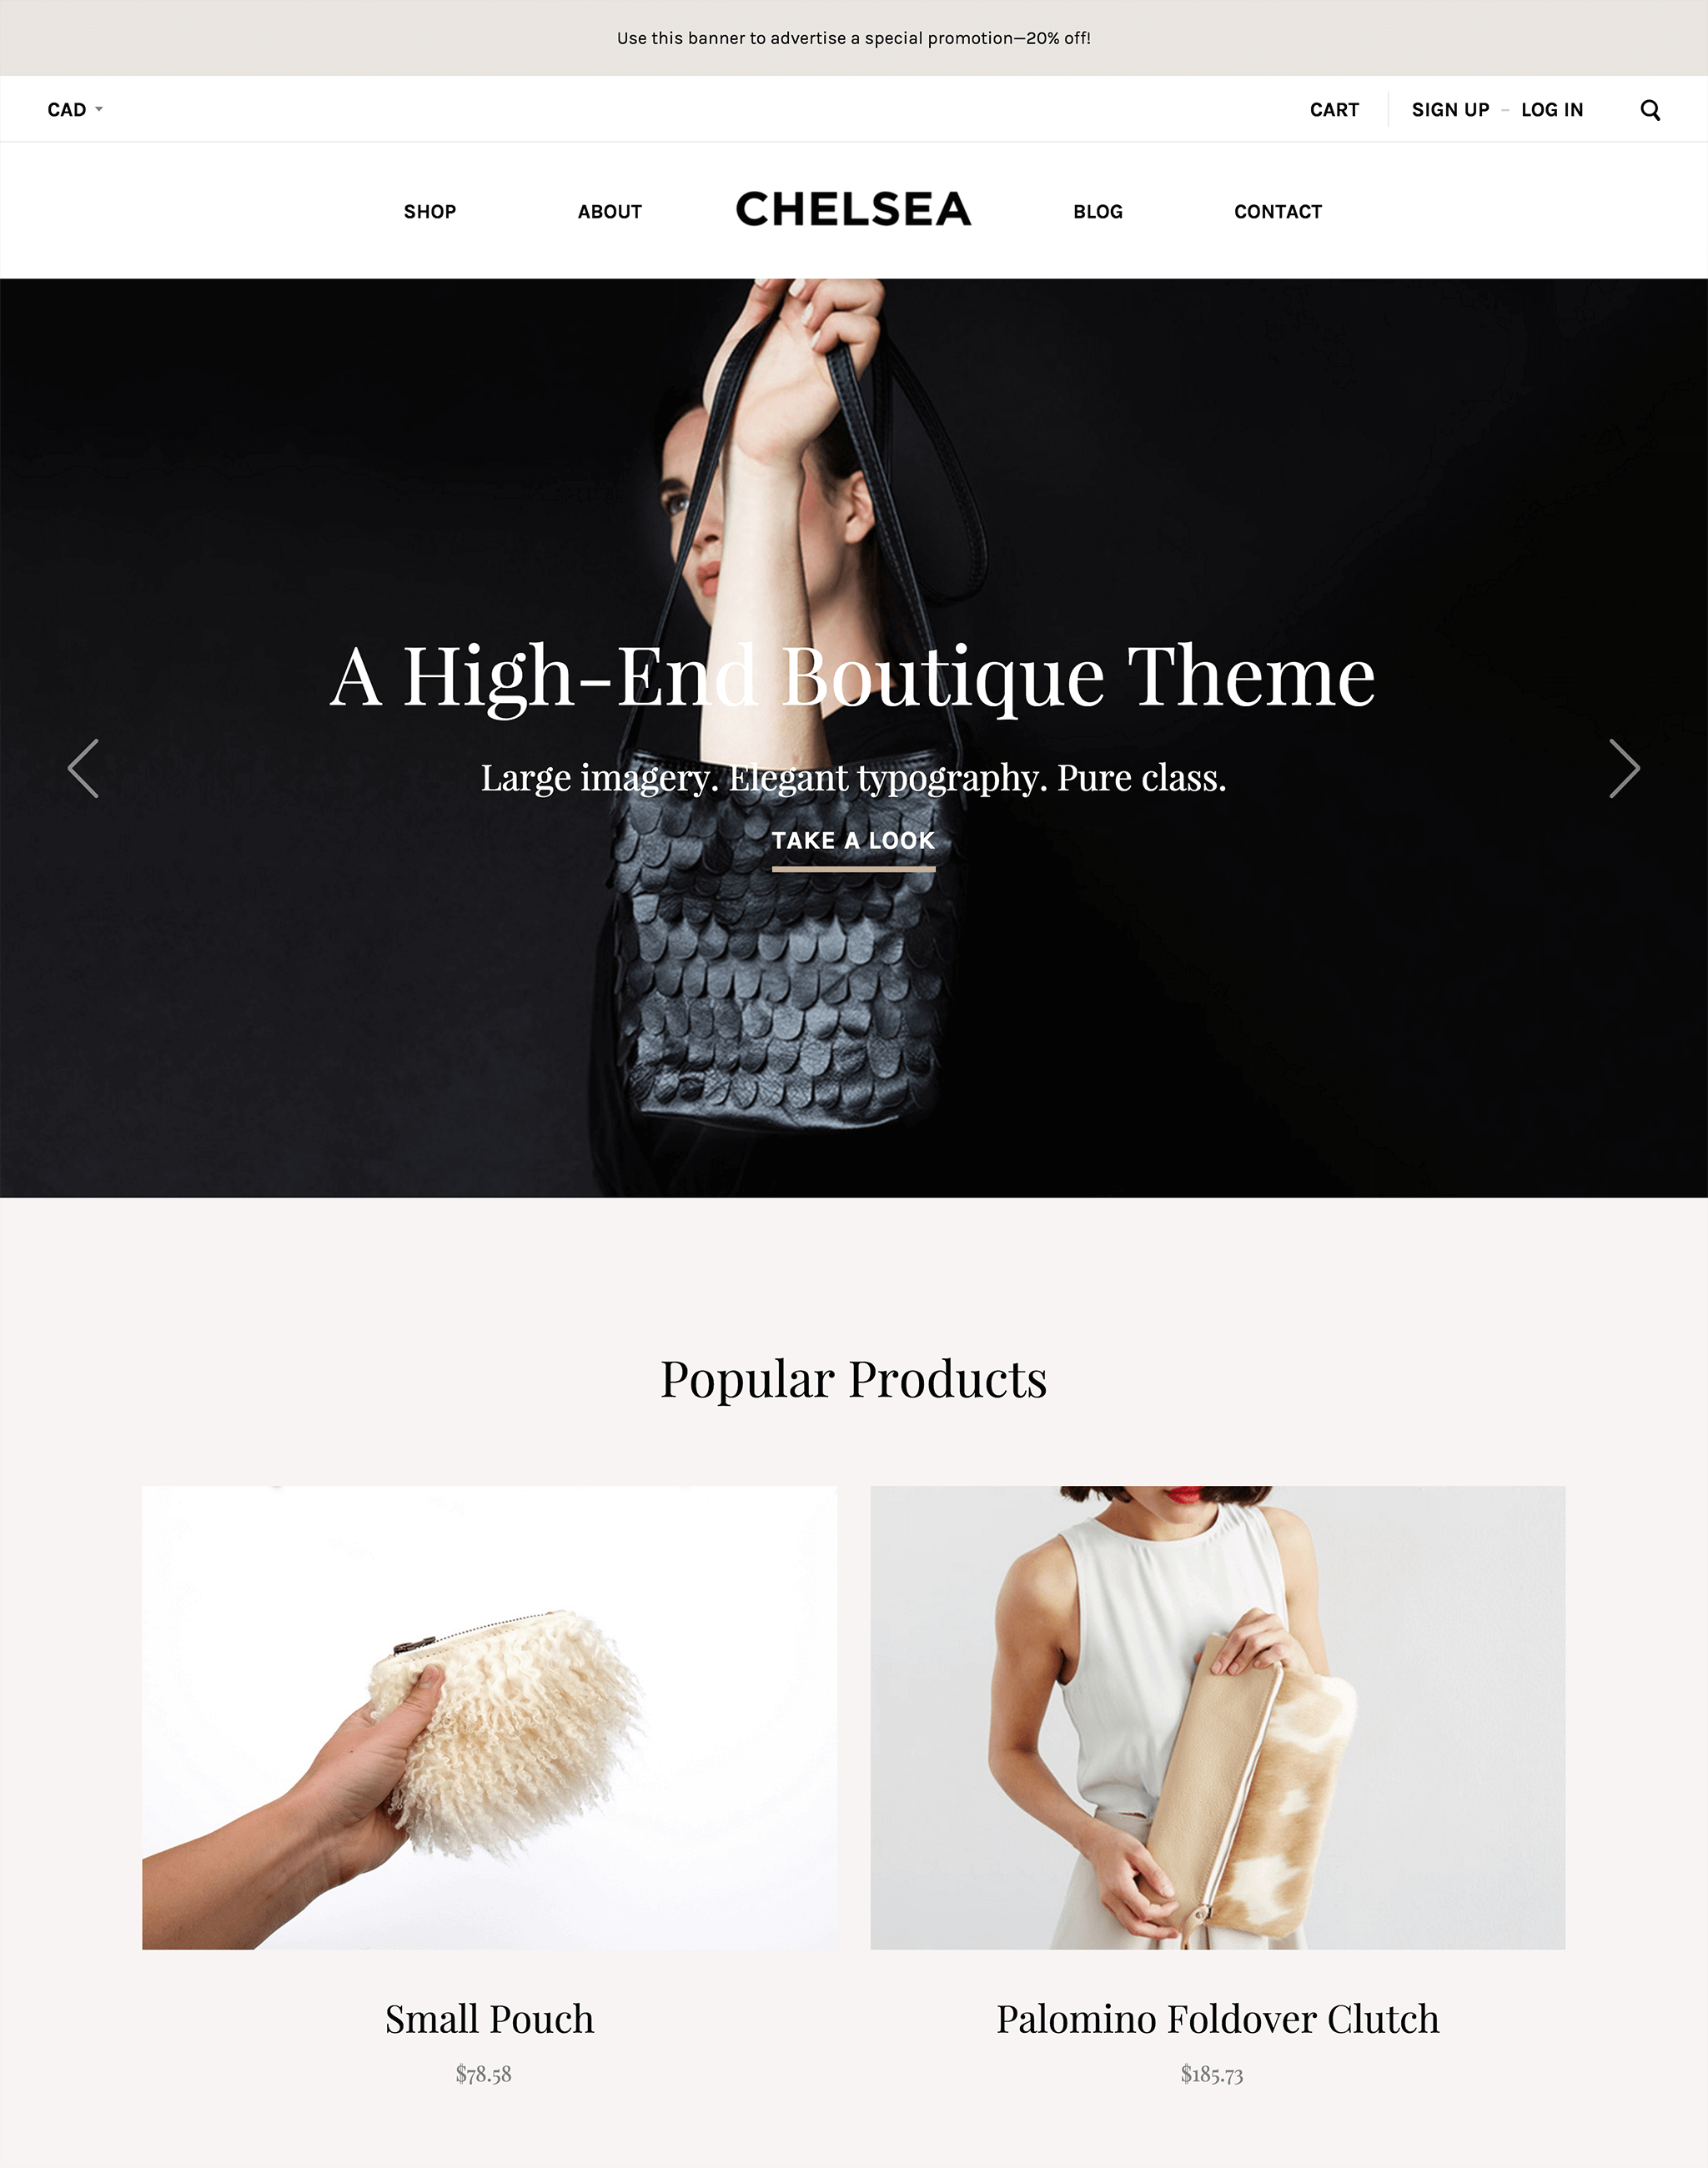 Use this banner to advertise a special promotion—20% off!
CAD
CART
SIGN UP – LOG IN
SHOP
ABOUT
CHELSEA
BLOG
CONTACT
A High-End Boutique Theme
Large imagery. Elegant typography. Pure class.
TAKE A LOOK
Popular Products
Small Pouch
$78.58
Palomino Foldover Clutch
$185.73